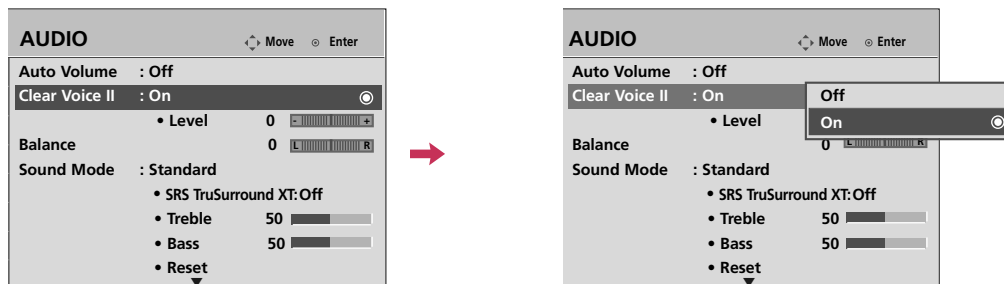 AUDIO
Move
Enter
Auto Volume : Off
Clear Voice II : On
• Level 0 - +
Balance 0 L R
Sound Mode : Standard
• SRS TruSurround XT: Off
• Treble 50
• Bass 50
• Reset
AUDIO
Move
Enter
Auto Volume : Off
Clear Voice II : On
Off
On
• Level
Balance 0 L R
Sound Mode : Standard
• SRS TruSurround XT: Off
• Treble 50
• Bass 50
• Reset